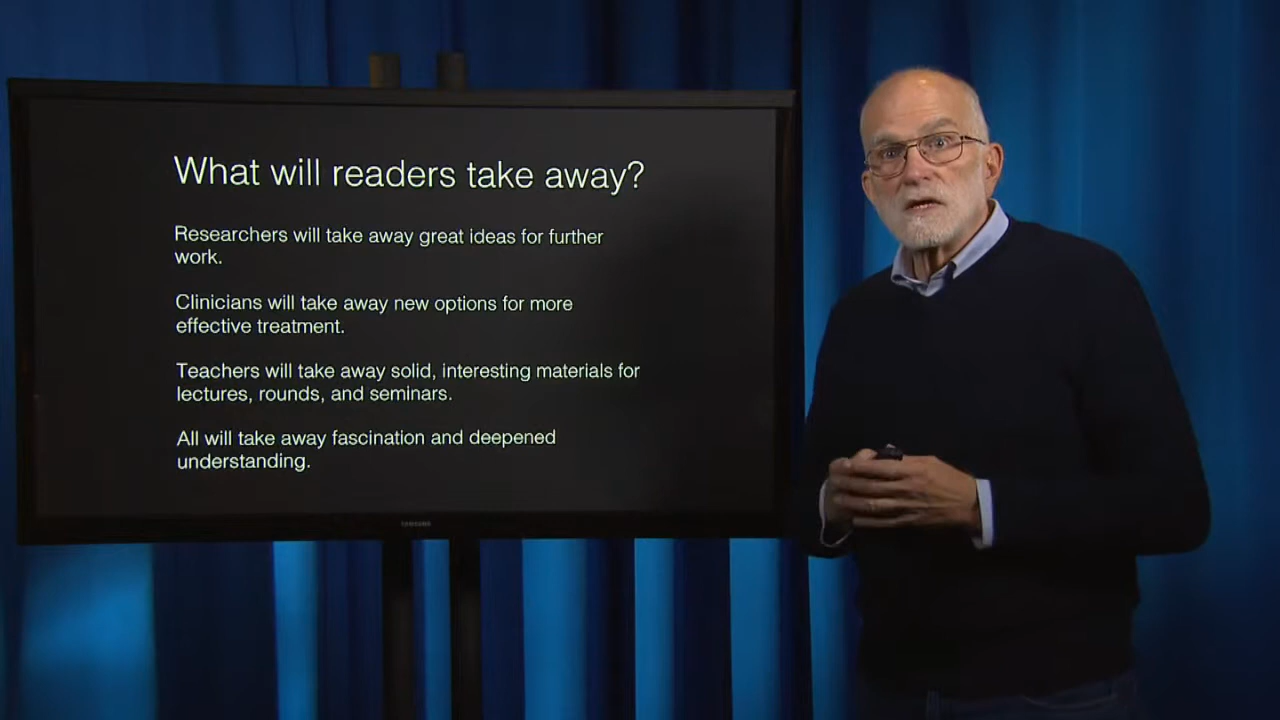 What will readers take away?
Researchers will take away great ideas for further
work.
Clinicians will take away new options for more
effective treatment.
Teachers will take away solid, interesting materials for
lectures, rounds, and seminars.
All will take away fascination and deepened
understanding.
SAMSUNG